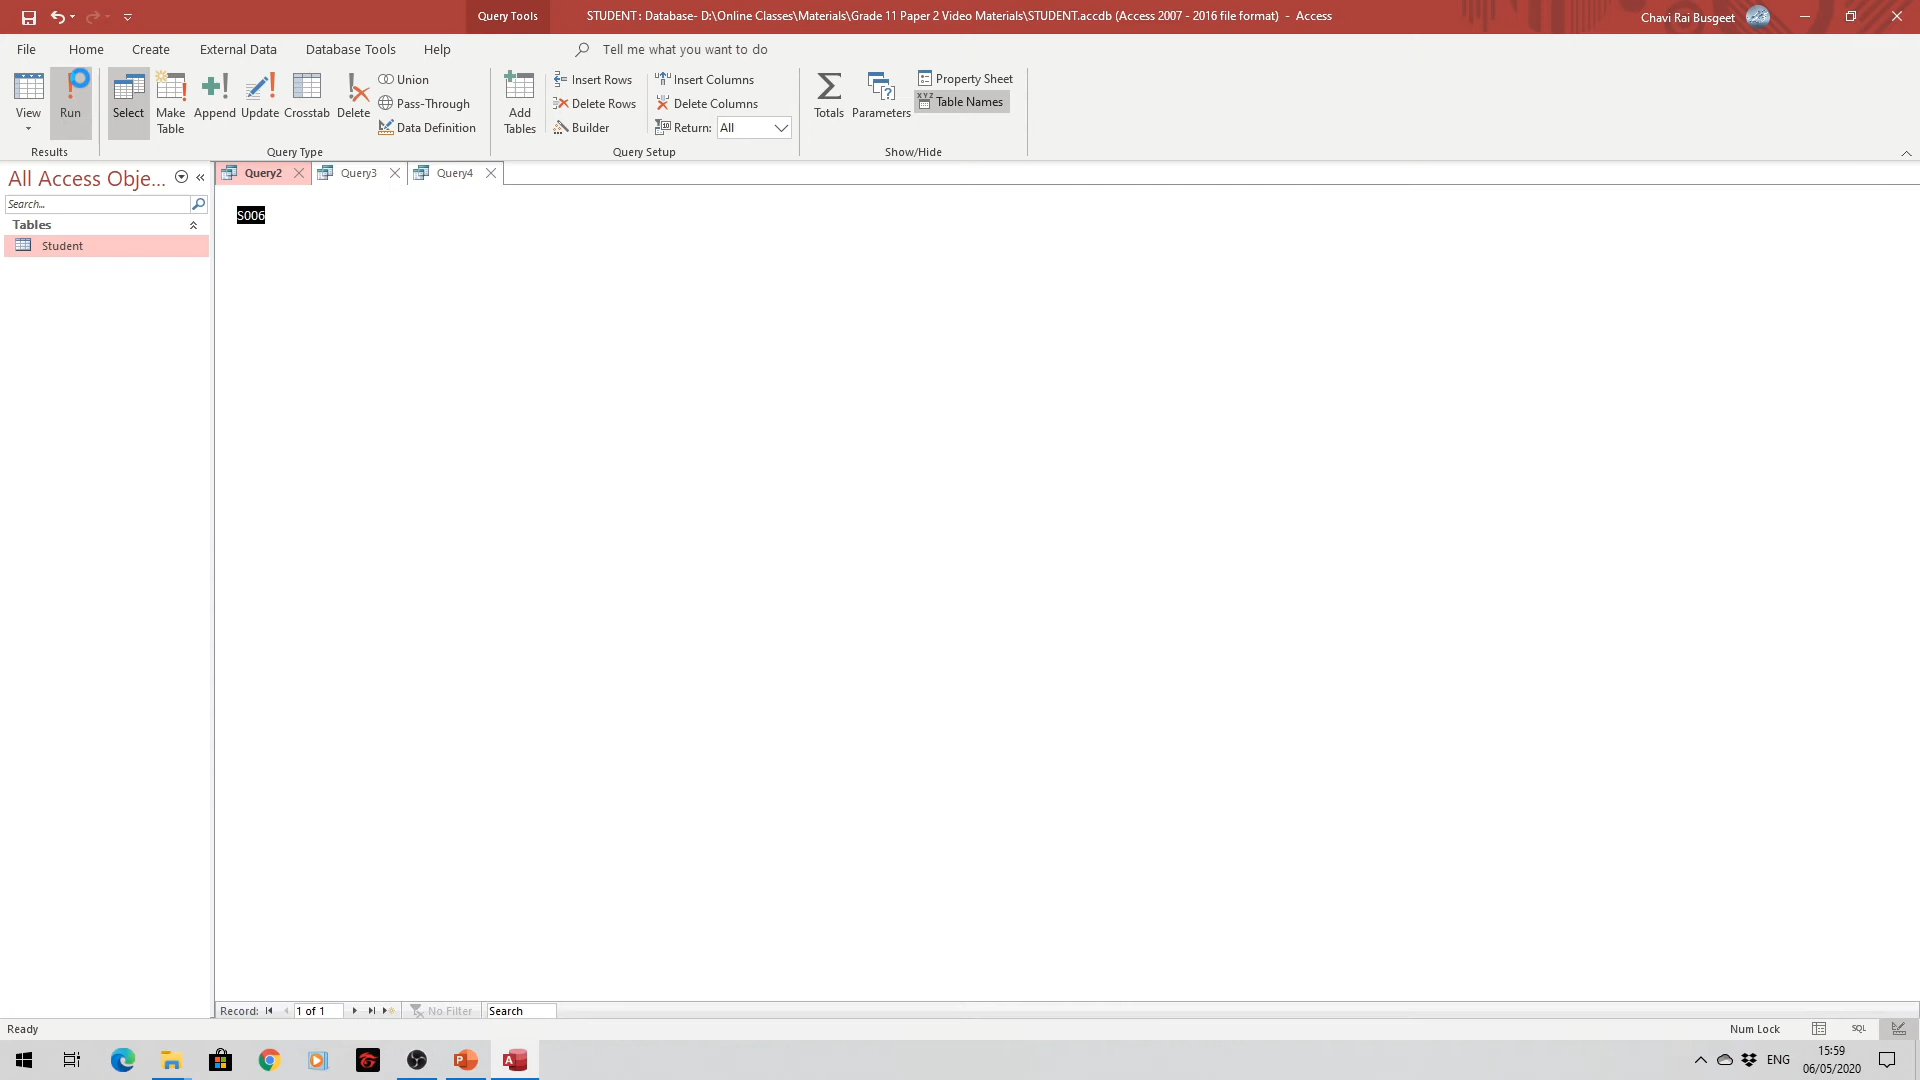 Query Tools
STUDENT : Database- D:\Online Classes\Materials\Grade 11 Paper 2 Video Materials\STUDENT.accdb (Access 2007 - 2016 file format)  -  Access
Chavi Rai Busgeet
File
Home
Create
External Data
Database Tools
Help
Tell me what you want to do
View
Run
Results
Select
Make Table
Append
Update
Crosstab
Delete
Union
Pass-Through
Data Definition
Query Type
Add Tables
Insert Rows
Delete Rows
Builder
Insert Columns
Delete Columns
Return: All
Query Setup
Totals
Parameters
Property Sheet
Table Names
Show/Hide
All Access Obje...
Search...
Tables
Student
Query2
Query3
Query4
S006
Record: 1 of 1
No Filter
Search
Ready
Num Lock
SQL
ENG
15:59
06/05/2020